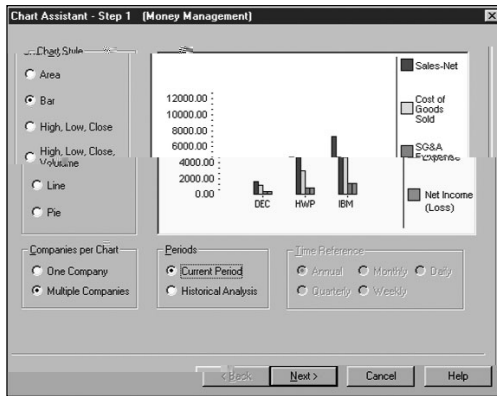 Chart Assistant - Step 1 (Money Management)
Chart Style
Area
Bar
High, Low, Close
High, Low, Close,
Volume
Line
Pie
12000.00
10000.00
8000.00
6000.00
4000.00
2000.00
0.00
DEC HWP IBM
Sales-Net
Cost of
Goods
Sold
SG&A
Expense
Net Income
(Loss)
Companies per Chart
One Company
Multiple Companies
Periods
Current Period
Historical Analysis
Time Reference
Annual Monthly Daily
Quarterly Weekly
< Back Next > Cancel Help